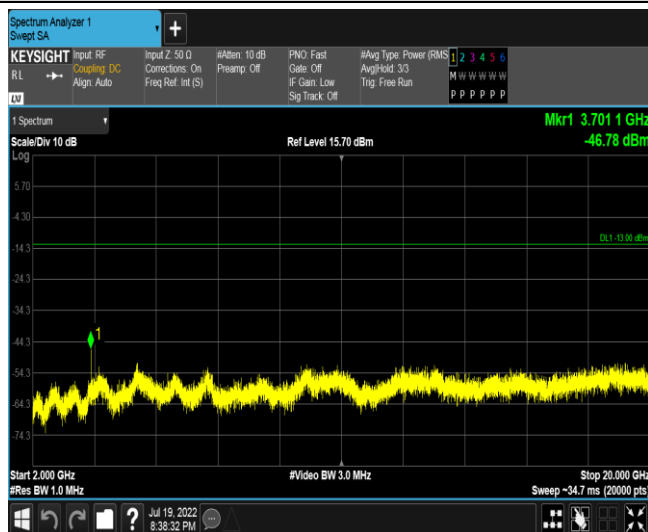 Spectrum Analyzer 1
Swept SA
+
KEYSIGHT
RL
LXI
Input: RF
Coupling: DC
Align: Auto
Input Z: 50 Ω
Corrections: On
Freq Ref: Int (S)
#Atten: 10 dB
Preamp: Off
PNO: Fast
Gate: Off
IF Gain: Low
Sig Track: Off
#Avg Type: Power (RMS
Avg|Hold: 3/3
Trig: Free Run
1 2 3 4 5 6
M W W W W W
P P P P P P
1 Spectrum
Scale/Div 10 dB
Log
Ref Level 15.70 dBm
Mkr1 3.701 1 GHz
-46.78 dBm
5.70
-4.30
-14.3
-24.3
-34.3
-44.3
-54.3
-64.3
-74.3
DL1 -13.00 dBm
1
Start 2.000 GHz
#Res BW 1.0 MHz
#Video BW 3.0 MHz
Stop 20.000 GHz
Sweep ~34.7 ms (20000 pts)
?
Jul 19, 2022
8:38:32 PM